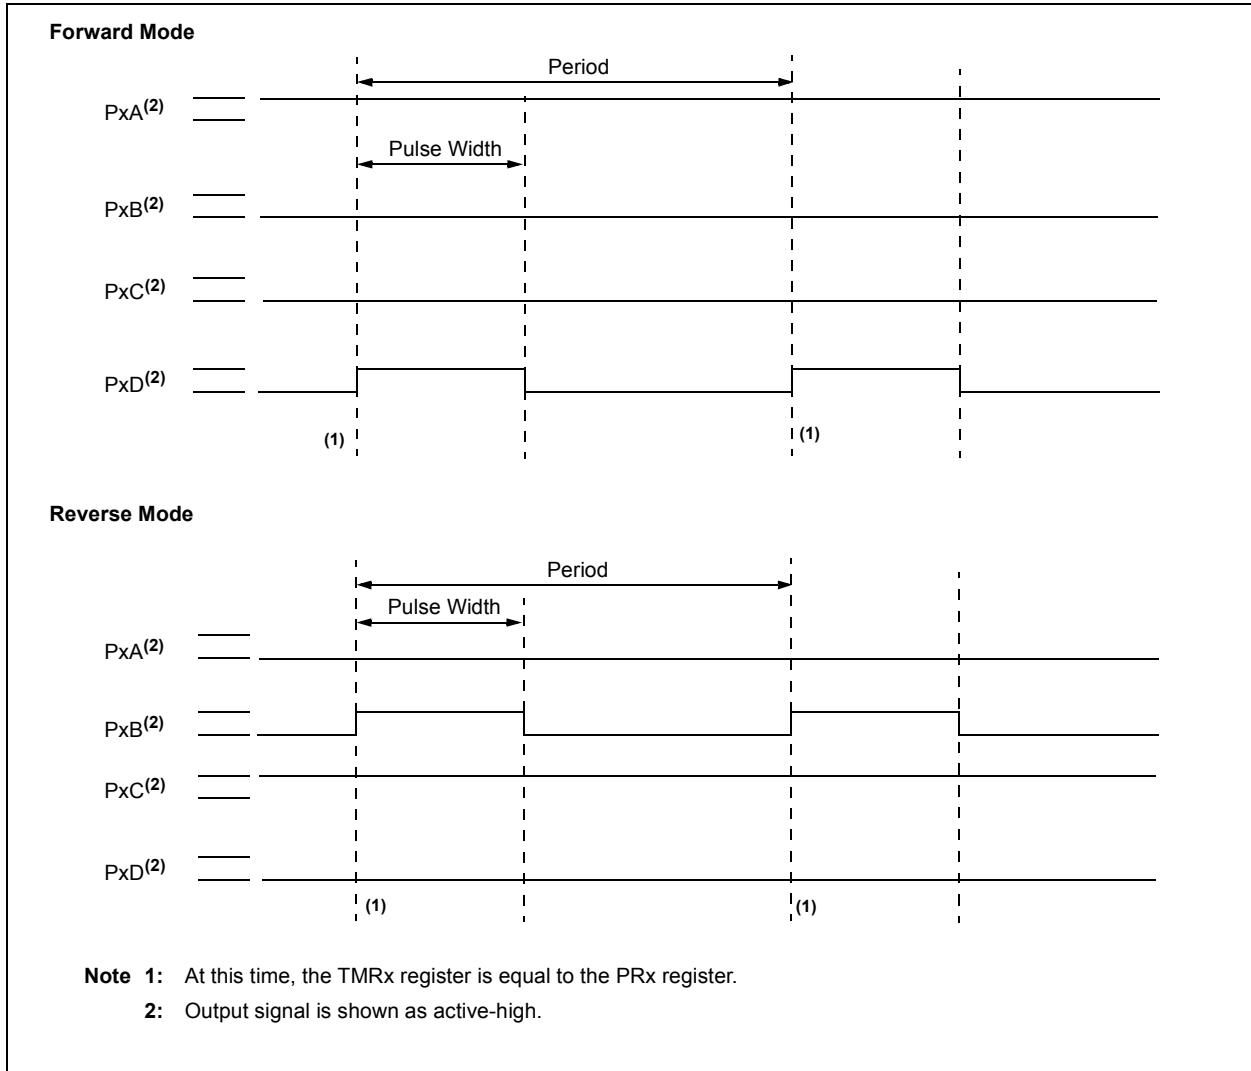 Forward Mode
Period
PxA(2)
Pulse Width
PxB(2)
PxC(2)
PxD(2)
(1) (1)
Reverse Mode
Period
Pulse Width
PxA(2)
PxB(2)
PxC(2)
PxD(2)
(1) (1)
Note 1: At this time, the TMRx register is equal to the PRx register.
2: Output signal is shown as active-high.